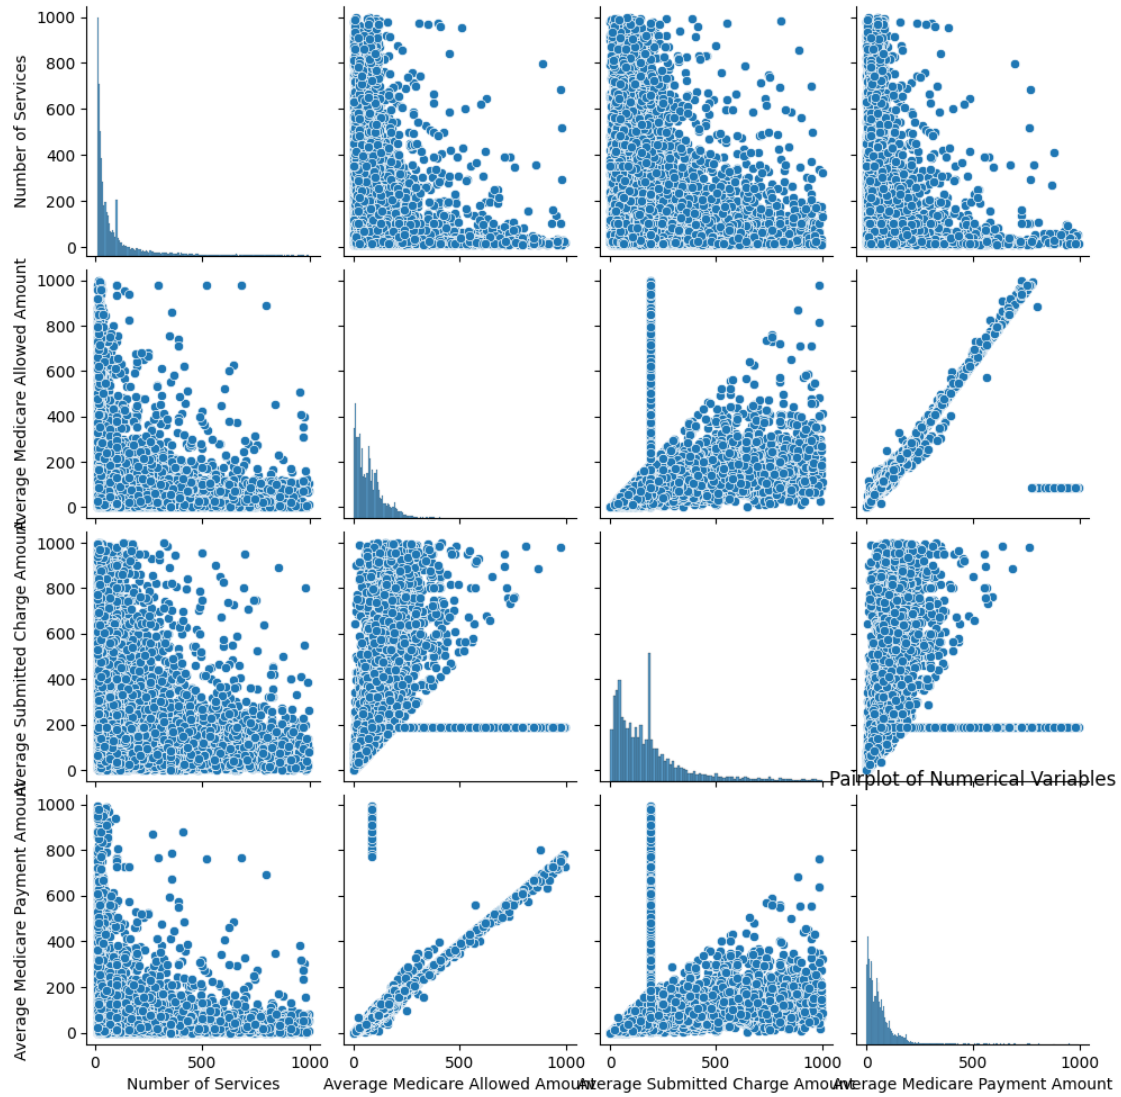 1000
800
600
400
200
0
Number of Services
1000
800
600
400
200
0
Average Medicare Allowed Amount
1000
800
600
400
200
0
Average Submitted Charge Amount
Pairplot of Numerical Variables
1000
800
600
400
200
0
Average Medicare Payment Amount
0 500 1000
0 500 1000
0 500 1000
0 500 1000
Number of Services
Average Medicare Allowed Amount
Average Submitted Charge Amount
Average Medicare Payment Amount